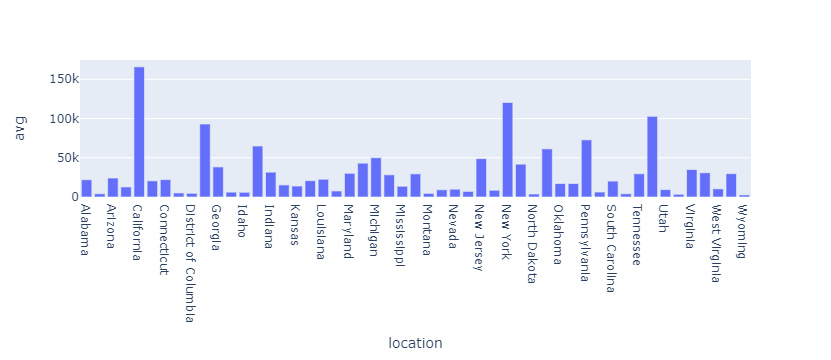 150k
100k
50k
0
avg
Alabama
Arizona
California
Connecticut
District of Columbia
Georgia
Idaho
Indiana
Kansas
Louisiana
Maryland
Michigan
Mississippi
Montana
Nevada
New Jersey
New York
North Dakota
Oklahoma
Pennsylvania
South Carolina
Tennessee
Utah
Virginia
West Virginia
Wyoming
location